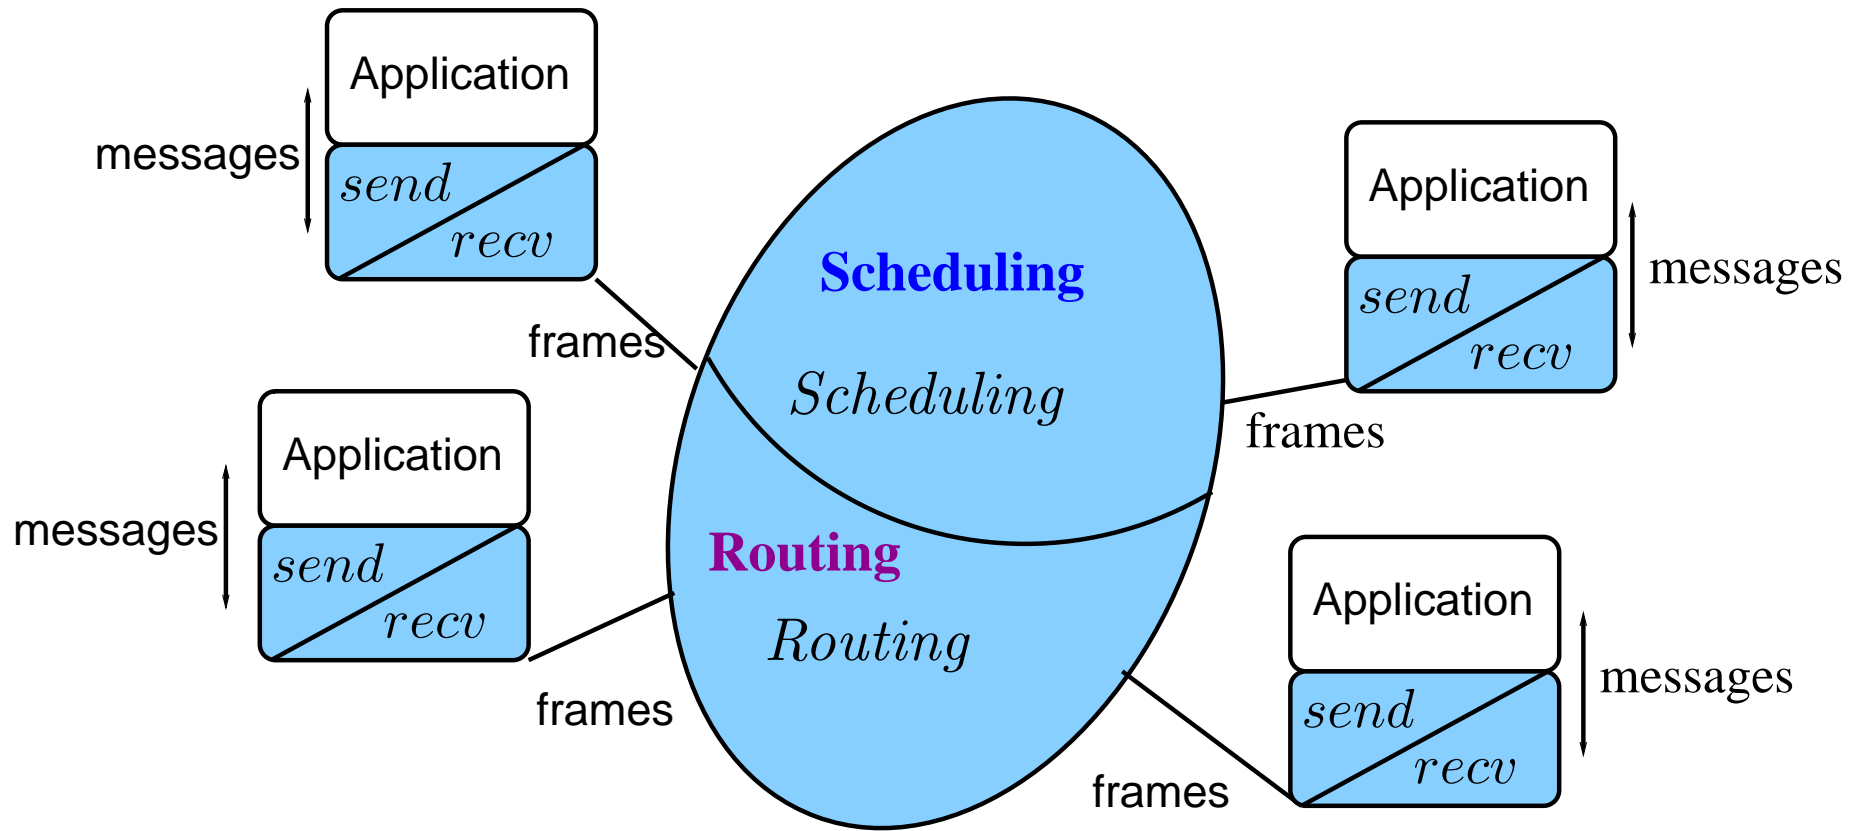 Application
messages
send
recv
frames
Application
messages
send
recv
frames
Scheduling
Scheduling
Routing
Routing
Application
messages
send
recv
frames
Application
messages
send
recv
frames